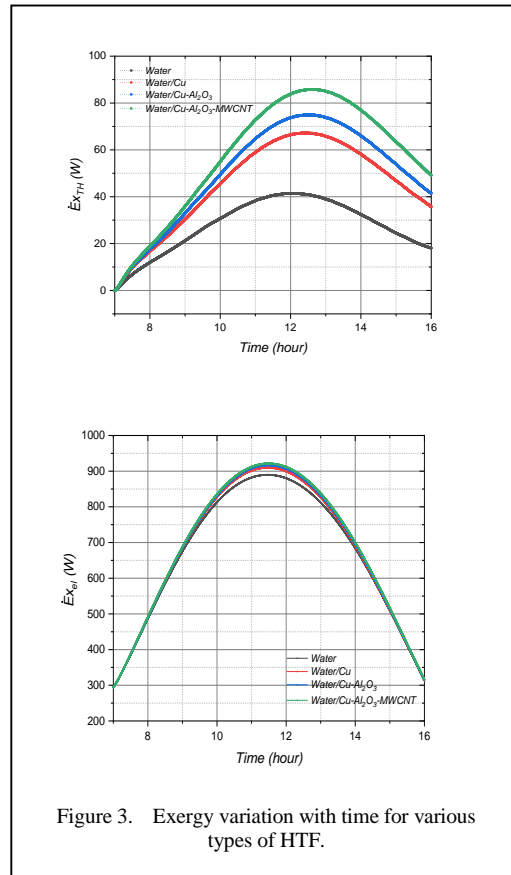 100
80
60
40
20
0
Ėx_TH (W)
Water
Water/Cu
Water/Cu-Al₂O₃
Water/Cu-Al₂O₃-MWCNT
8 10 12 14 16
Time (hour)
1000
900
800
700
600
500
400
300
200
Ėx_el (W)
Water
Water/Cu
Water/Cu-Al₂O₃
Water/Cu-Al₂O₃-MWCNT
8 10 12 14 16
Time (hour)
Figure 3. Exergy variation with time for various
types of HTF.